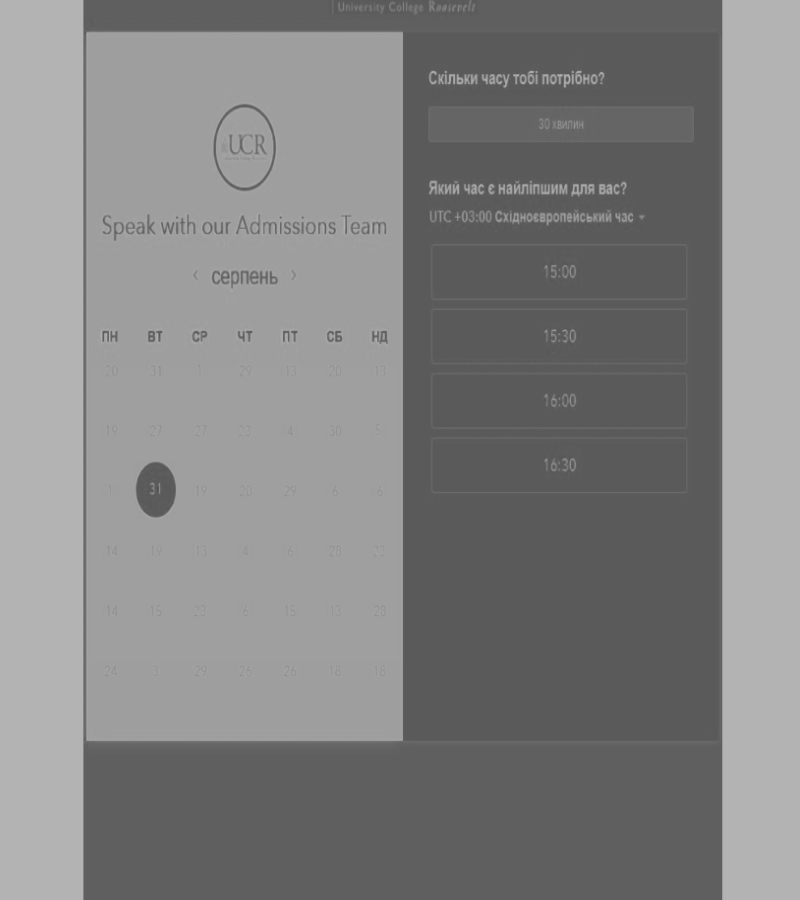 University College Roosevelt
UCR
Speak with our Admissions Team
‹ серпень ›
ПН ВТ СР ЧТ ПТ СБ НД
20 31 1 29 13 20 13
19 27 27 4 30 5
1 31 19 20 29 6 6
14 19 13 4 6 28 23
14 15 23 6 15 13 28
24 3 29 26 26 18 18
Скільки часу тобі потрібно?
30 хвилин
Який час є найліпшим для вас?
UTC +03:00 Східноєвропейський час
15:00
15:30
16:00
16:30